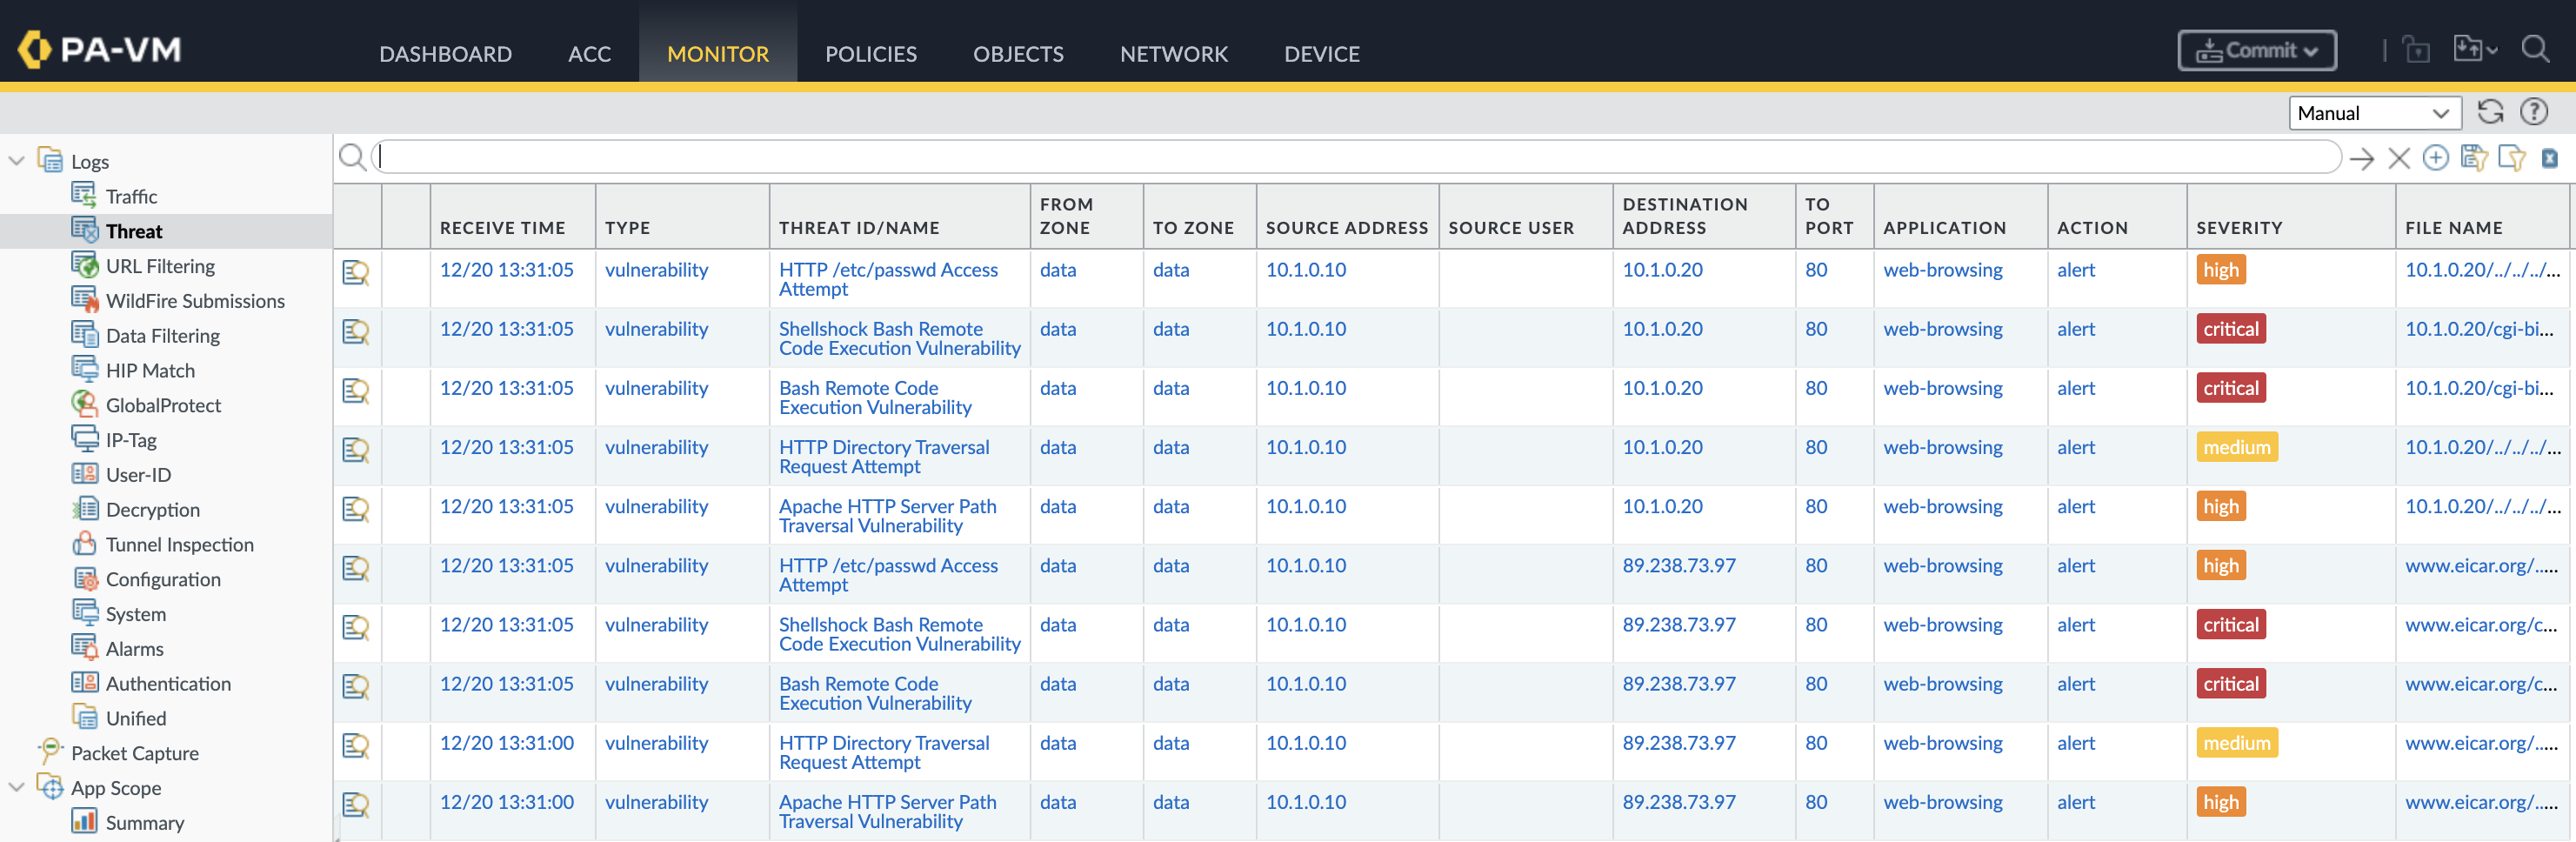 PA-VM
DASHBOARD ACC MONITOR POLICIES OBJECTS NETWORK DEVICE Commit
Manual
Logs
Traffic
Threat
URL Filtering
WildFire Submissions
Data Filtering
HIP Match
GlobalProtect
IP-Tag
User-ID
Decryption
Tunnel Inspection
Configuration
System
Alarms
Authentication
Unified
Packet Capture
App Scope
Summary
RECEIVE TIME TYPE THREAT ID/NAME FROM ZONE TO ZONE SOURCE ADDRESS SOURCE USER DESTINATION ADDRESS TO PORT APPLICATION ACTION SEVERITY FILE NAME
12/20 13:31:05 vulnerability HTTP /etc/passwd Access Attempt data data 10.1.0.10 10.1.0.20 80 web-browsing alert high 10.1.0.20/../../../...
12/20 13:31:05 vulnerability Shellshock Bash Remote Code Execution Vulnerability data data 10.1.0.10 10.1.0.20 80 web-browsing alert critical 10.1.0.20/cgi-bi...
12/20 13:31:05 vulnerability Bash Remote Code Execution Vulnerability data data 10.1.0.10 10.1.0.20 80 web-browsing alert critical 10.1.0.20/cgi-bi...
12/20 13:31:05 vulnerability HTTP Directory Traversal Request Attempt data data 10.1.0.10 10.1.0.20 80 web-browsing alert medium 10.1.0.20/../../../...
12/20 13:31:05 vulnerability Apache HTTP Server Path Traversal Vulnerability data data 10.1.0.10 10.1.0.20 80 web-browsing alert high 10.1.0.20/../../../...
12/20 13:31:05 vulnerability HTTP /etc/passwd Access Attempt data data 10.1.0.10 89.238.73.97 80 web-browsing alert high www.eicar.org/.....
12/20 13:31:05 vulnerability Shellshock Bash Remote Code Execution Vulnerability data data 10.1.0.10 89.238.73.97 80 web-browsing alert critical www.eicar.org/c...
12/20 13:31:05 vulnerability Bash Remote Code Execution Vulnerability data data 10.1.0.10 89.238.73.97 80 web-browsing alert critical www.eicar.org/c...
12/20 13:31:00 vulnerability HTTP Directory Traversal Request Attempt data data 10.1.0.10 89.238.73.97 80 web-browsing alert medium www.eicar.org/.....
12/20 13:31:00 vulnerability Apache HTTP Server Path Traversal Vulnerability data data 10.1.0.10 89.238.73.97 80 web-browsing alert high www.eicar.org/.....